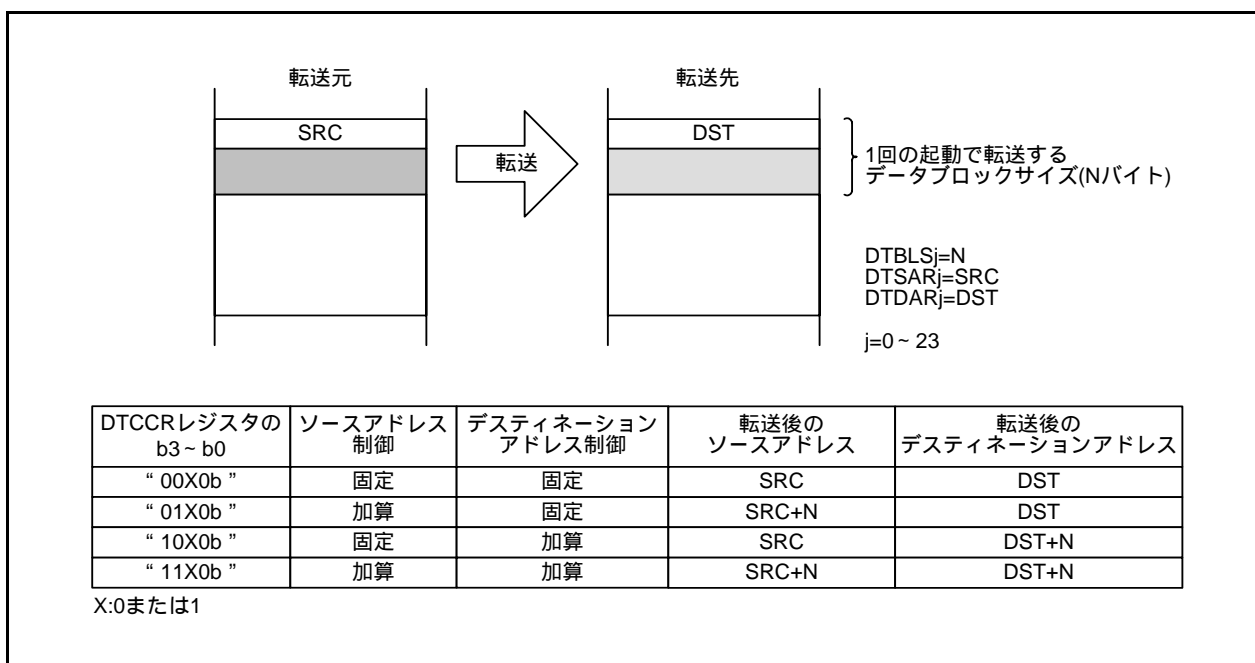 転送元
転送先
SRC
転送
DST
1回の起動で転送する
データブロックサイズ(Nバイト)
DTBLSj=N
DTSARj=SRC
DTDARj=DST
j=0~23
DTCCRレジスタの
b3~b0
ソースアドレス
制御
デスティネーション
アドレス制御
転送後の
ソースアドレス
転送後の
デスティネーションアドレス
“ 00X0b ” 固定 固定 SRC DST
“ 01X0b ” 加算 固定 SRC+N DST
“ 10X0b ” 固定 加算 SRC DST+N
“ 11X0b ” 加算 加算 SRC+N DST+N
X:0または1